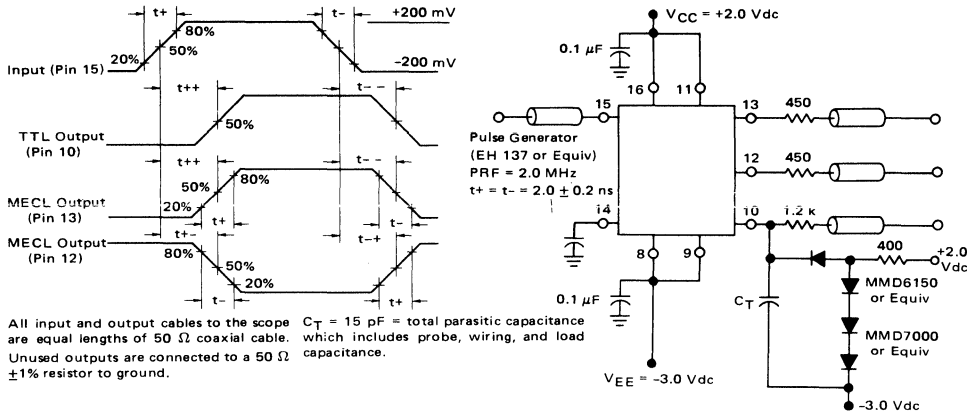 t+
80%
50%
20%
Input (Pin 15)
t-
+200 mV
-200 mV
t++
t--
TTL Output
(Pin 10)
50%
t++
t--
50%
80%
MECL Output
(Pin 13)
20%
t+
t-
t+-
t-+
MECL Output
(Pin 12)
80%
50%
20%
t-
t+
All input and output cables to the scope
are equal lengths of 50 Ω coaxial cable.
Unused outputs are connected to a 50 Ω
±1% resistor to ground.
CT = 15 pF = total parasitic capacitance
which includes probe, wiring, and load
capacitance.
VCC = +2.0 Vdc
0.1 μF
16
11
15
13
450
Pulse Generator
(EH 137 or Equiv)
PRF = 2.0 MHz
t+ = t- = 2.0 ± 0.2 ns
12
450
14
10
1.2 k
8
9
400
+2.0
Vdc
MMD6150
or Equiv
CT
0.1 μF
MMD7000
or Equiv
VEE = -3.0 Vdc
-3.0 Vdc